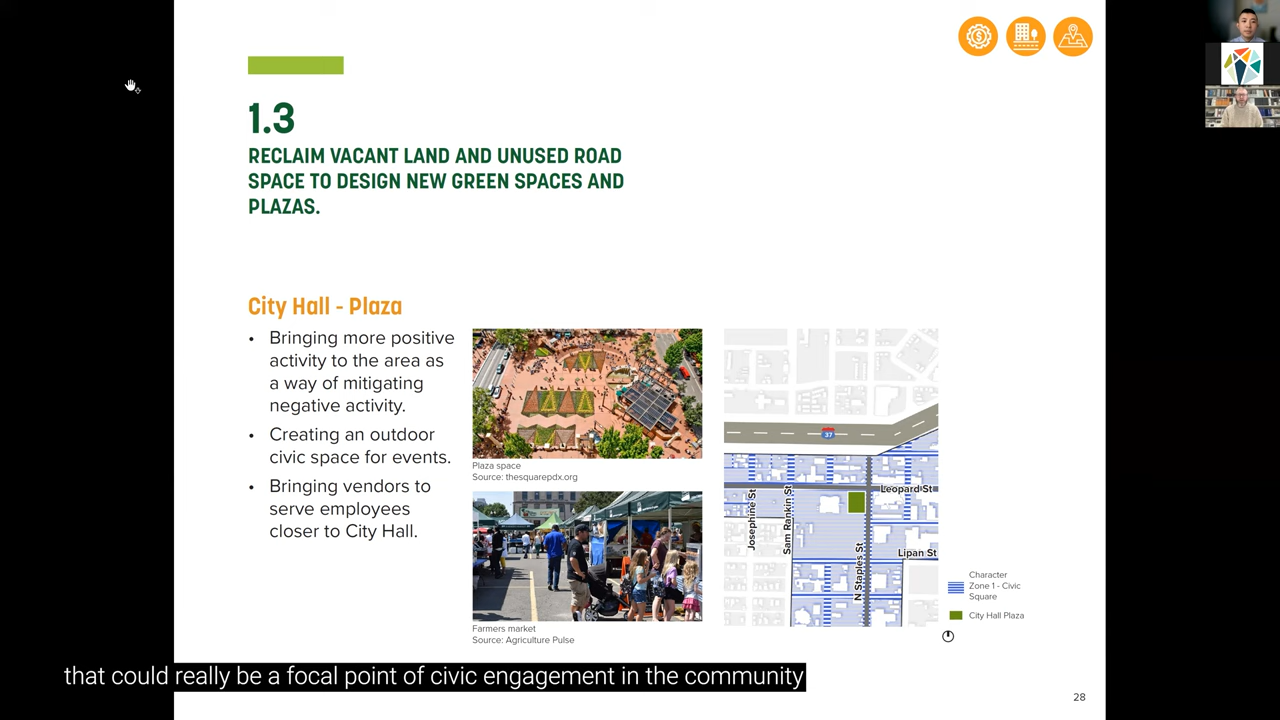 1.3
RECLAIM VACANT LAND AND UNUSED ROAD
SPACE TO DESIGN NEW GREEN SPACES AND
PLAZAS.
City Hall - Plaza
• Bringing more positive
activity to the area as
a way of mitigating
negative activity.
• Creating an outdoor
civic space for events.
• Bringing vendors to
serve employees
closer to City Hall.
Plaza space
Source: thesquarepdx.org
Farmers market
Source: Agriculture Pulse
37
Leopard St
Josephine St
Sam Rankin St
N Staples St
Lipan St
Character
Zone 1 - Civic
Square
City Hall Plaza
that could really be a focal point of civic engagement in the community
28